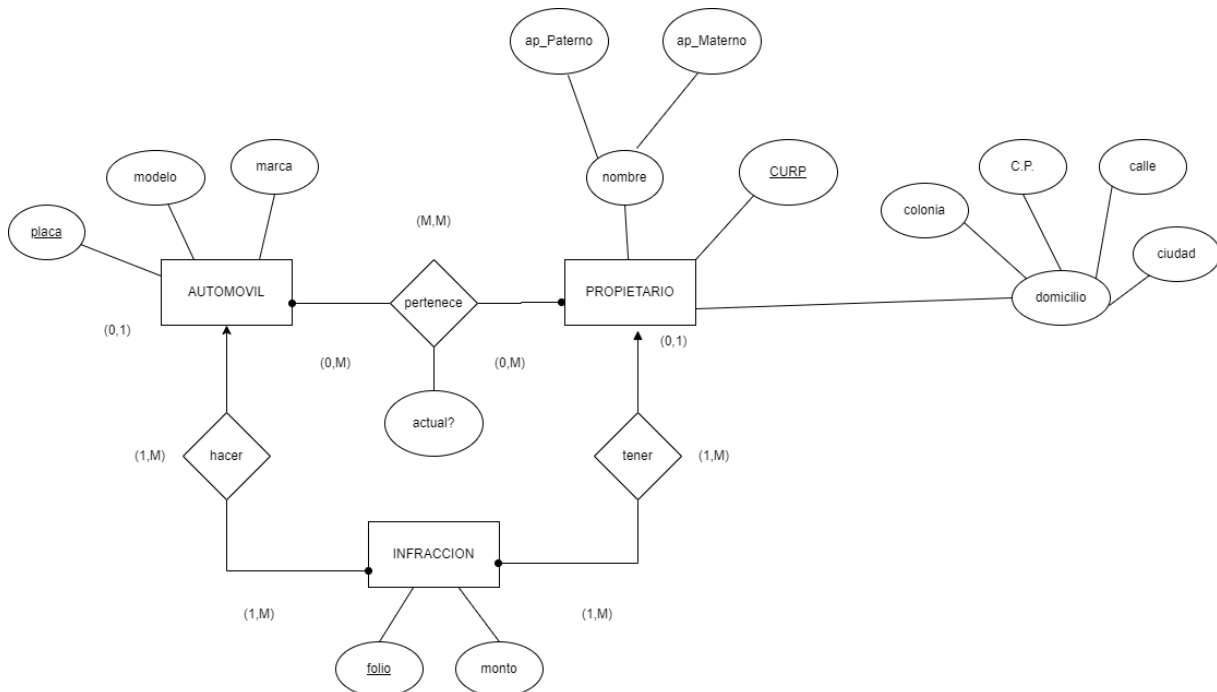 ap_Paterno
ap_Materno
modelo
marca
nombre
CURP
C.P.
calle
placa
colonia
ciudad
(M,M)
AUTOMOVIL
pertenece
PROPIETARIO
domicilio
(0,1)
(0,M)
(0,M)
(0,1)
actual?
(1,M)
hacer
tener
(1,M)
INFRACCION
(1,M)
(1,M)
folio
monto